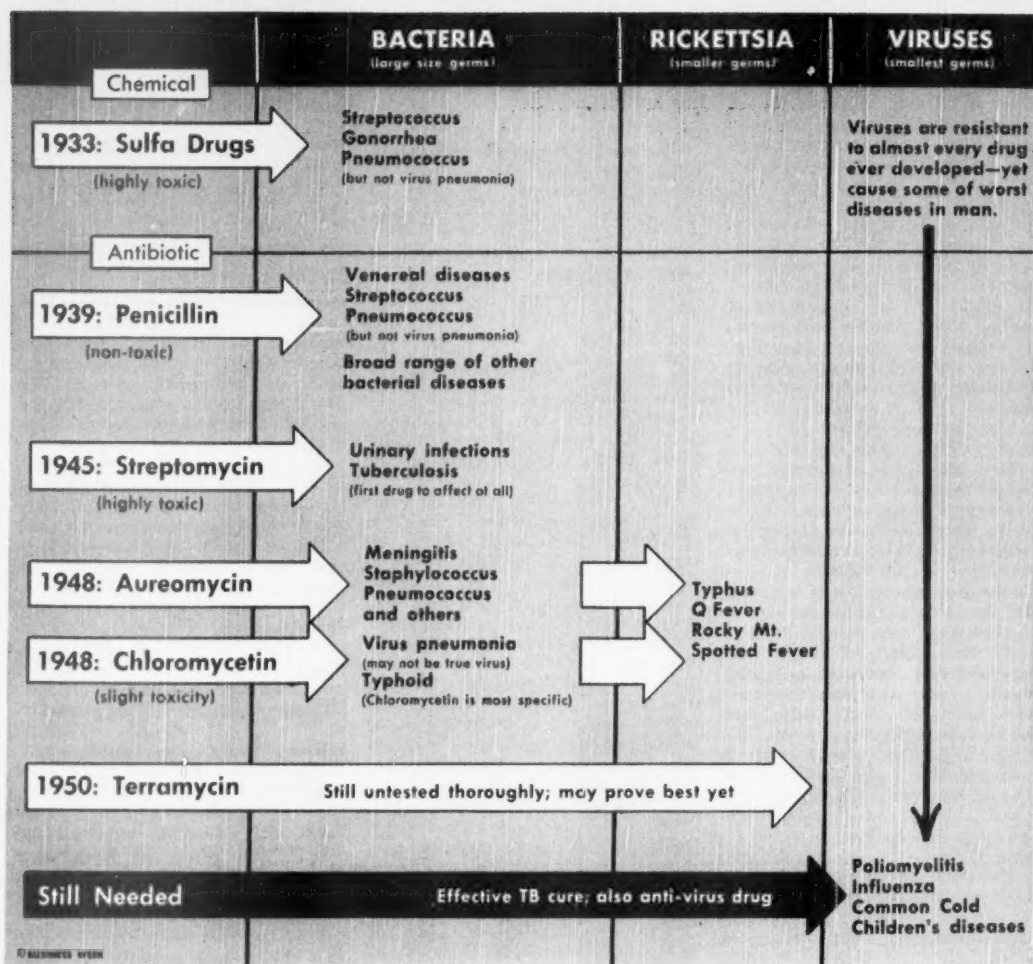 BACTERIA
(large size germs)
RICKETTSIA
(smaller germs)
VIRUSES
(smallest germs)
Chemical
1933: Sulfa Drugs
(highly toxic)
Streptococcus
Gonorrhea
Pneumococcus
(but not virus pneumonia)
Viruses are resistant
to almost every drug
ever developed—yet
cause some of worst
diseases in man.
Antibiotic
1939: Penicillin
(non-toxic)
Venereal diseases
Streptococcus
Pneumococcus
(but not virus pneumonia)
Broad range of other
bacterial diseases
1945: Streptomycin
(highly toxic)
Urinary infections
Tuberculosis
(first drug to affect at all)
1948: Aureomycin
Meningitis
Staphylococcus
Pneumococcus
and others
1948: Chloromycetin
(slight toxicity)
Virus pneumonia
(may not be true virus)
Typhoid
(Chloromycetin is most specific)
Typhus
Q Fever
Rocky Mt.
Spotted Fever
1950: Terramycin
Still untested thoroughly; may prove best yet
Still Needed
Effective TB cure; also anti-virus drug
Poliomyelitis
Influenza
Common Cold
Children's diseases
© BUSINESS WEEK